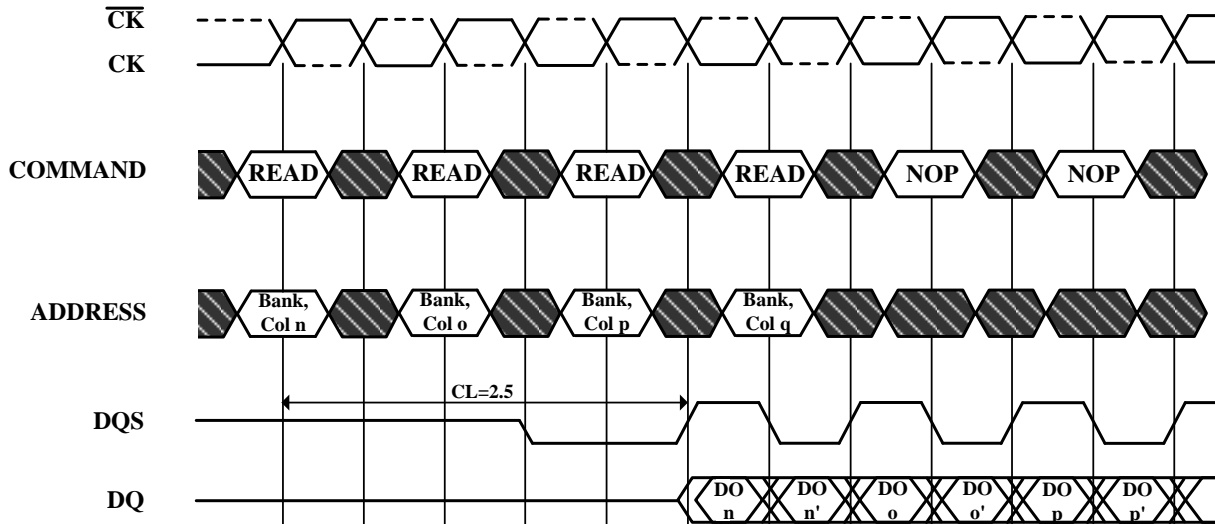 CK
CK
COMMAND
READ
READ
READ
READ
NOP
NOP
ADDRESS
Bank,
Col n
Bank,
Col o
Bank,
Col p
Bank,
Col q
CL=2.5
DQS
DQ
DO
n
DO
n'
DO
o
DO
o'
DO
p
DO
p'